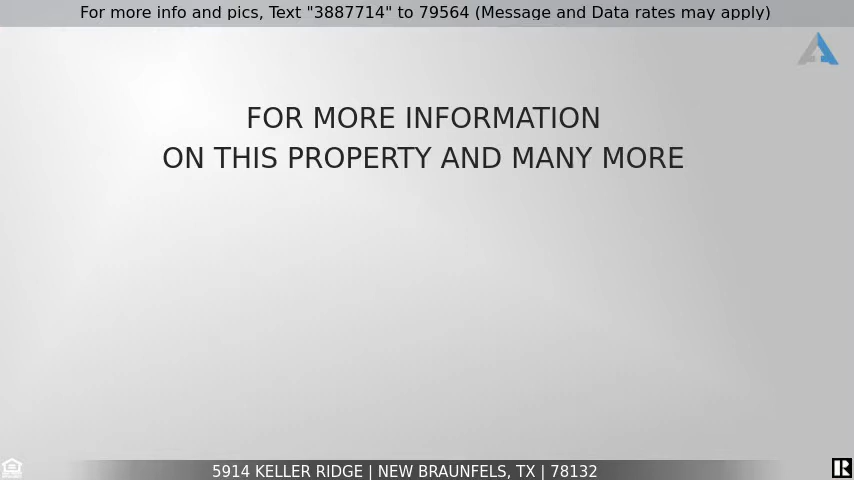 For more info and pics, Text "3887714" to 79564 (Message and Data rates may apply)
FOR MORE INFORMATION
ON THIS PROPERTY AND MANY MORE
5914 KELLER RIDGE | NEW BRAUNFELS, TX | 78132